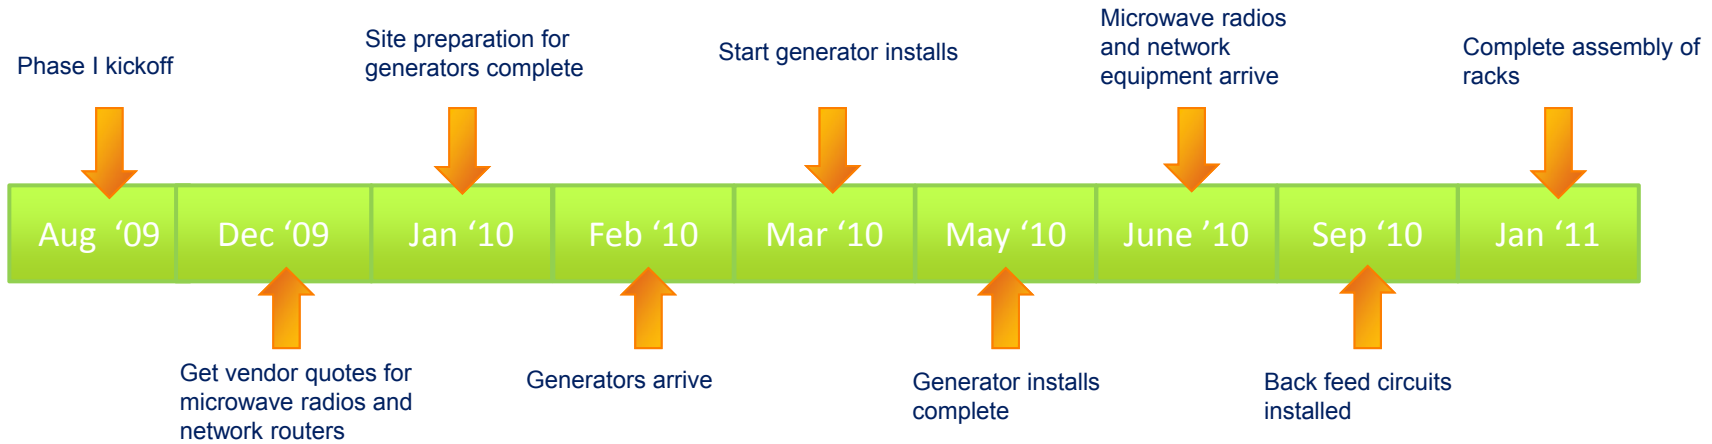 Phase I kickoff
Site preparation for
generators complete
Start generator installs
Microwave radios
and network
equipment arrive
Complete assembly of
racks
Aug ‘09
Dec ‘09
Jan ‘10
Feb ‘10
Mar ‘10
May ‘10
June ‘10
Sep ‘10
Jan ‘11
Get vendor quotes for
microwave radios and
network routers
Generators arrive
Generator installs
complete
Back feed circuits
installed